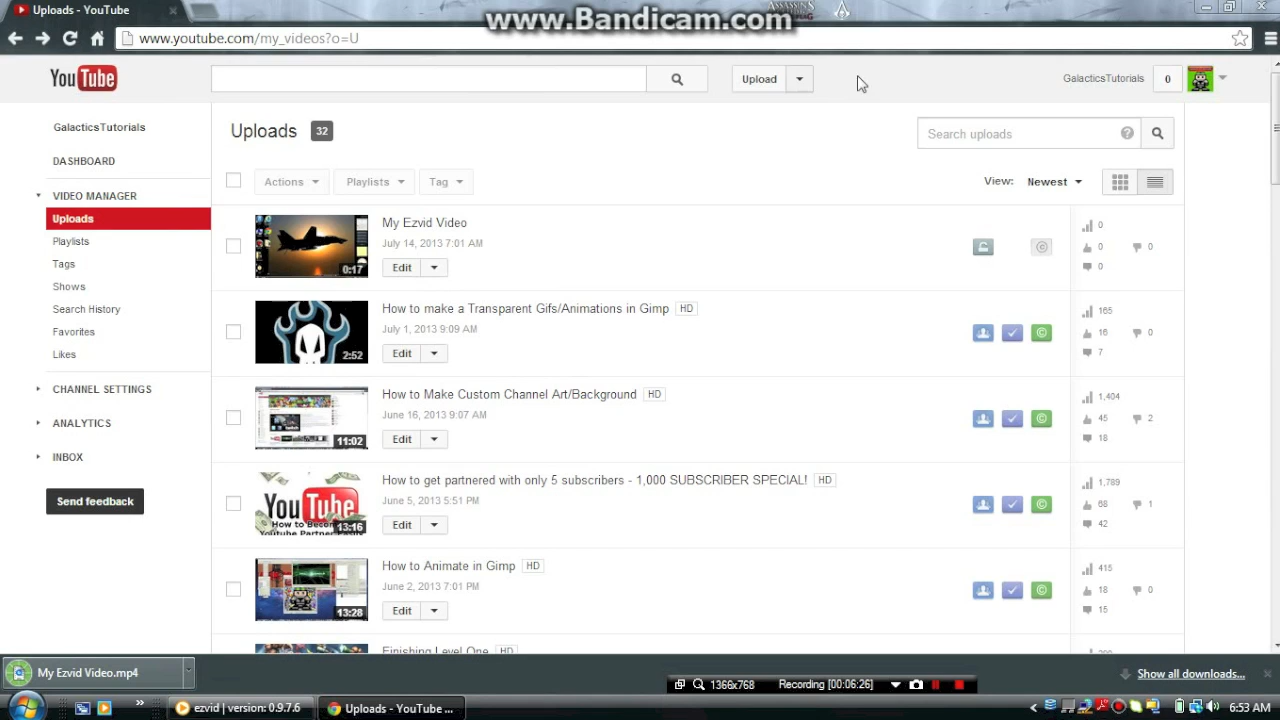 Uploads - YouTube
www.Bandicam.com
www.youtube.com/my_videos?o=U
YouTube
Upload
GalacticsTutorials
0
GalacticsTutorials
DASHBOARD
VIDEO MANAGER
Uploads
Playlists
Tags
Shows
Search History
Favorites
Likes
CHANNEL SETTINGS
ANALYTICS
INBOX
Send feedback
Uploads 32
Search uploads
Actions
Playlists
Tag
View:
Newest
0:17
My Ezvid Video
July 14, 2013 7:01 AM
Edit
0
0
0
0
2:52
How to make a Transparent Gifs/Animations in Gimp HD
July 1, 2013 9:09 AM
Edit
165
16
0
7
11:02
How to Make Custom Channel Art/Background HD
June 16, 2013 9:07 AM
Edit
1,404
45
2
18
YouTube
How to Become
Youtube Partner Easily
13:16
How to get partnered with only 5 subscribers - 1,000 SUBSCRIBER SPECIAL! HD
June 5, 2013 5:51 PM
Edit
1,789
68
1
42
13:28
How to Animate in Gimp HD
June 2, 2013 7:01 PM
Edit
415
18
0
15
Finishing Level One HD
My Ezvid Video.mp4
1366x768
Recording [00:06:26]
Show all downloads...
ezvid | version: 0.9.7.6
Uploads - YouTube ...
6:53 AM